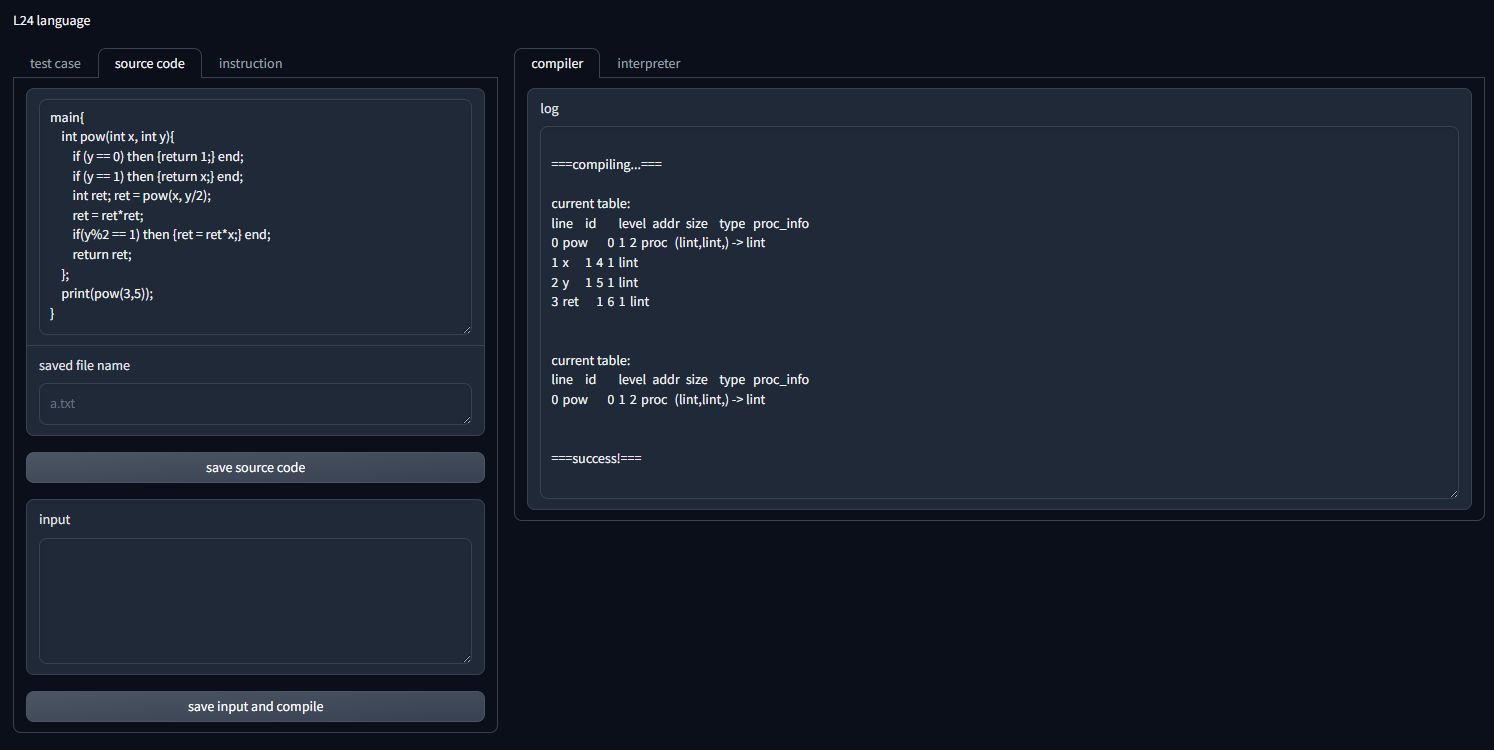 L24 language
test case source code instruction
main{
int pow(int x, int y){
if (y == 0) then {return 1;} end;
if (y == 1) then {return x;} end;
int ret; ret = pow(x, y/2);
ret = ret*ret;
if(y%2 == 1) then {ret = ret*x;} end;
return ret;
};
print(pow(3,5));
}
saved file name
a.txt
save source code
input
save input and compile
compiler interpreter
log
===compiling...===
current table:
line id level addr size type proc_info
0 pow 0 1 2 proc (lint,lint,) -> lint
1 x 1 4 1 lint
2 y 1 5 1 lint
3 ret 1 6 1 lint
current table:
line id level addr size type proc_info
0 pow 0 1 2 proc (lint,lint,) -> lint
===success!===